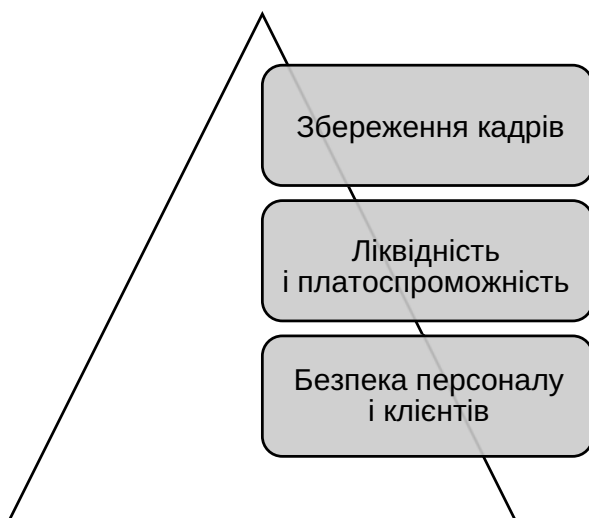 Збереження кадрів
Ліквідність
і платоспроможність
Безпека персоналу
і клієнтів